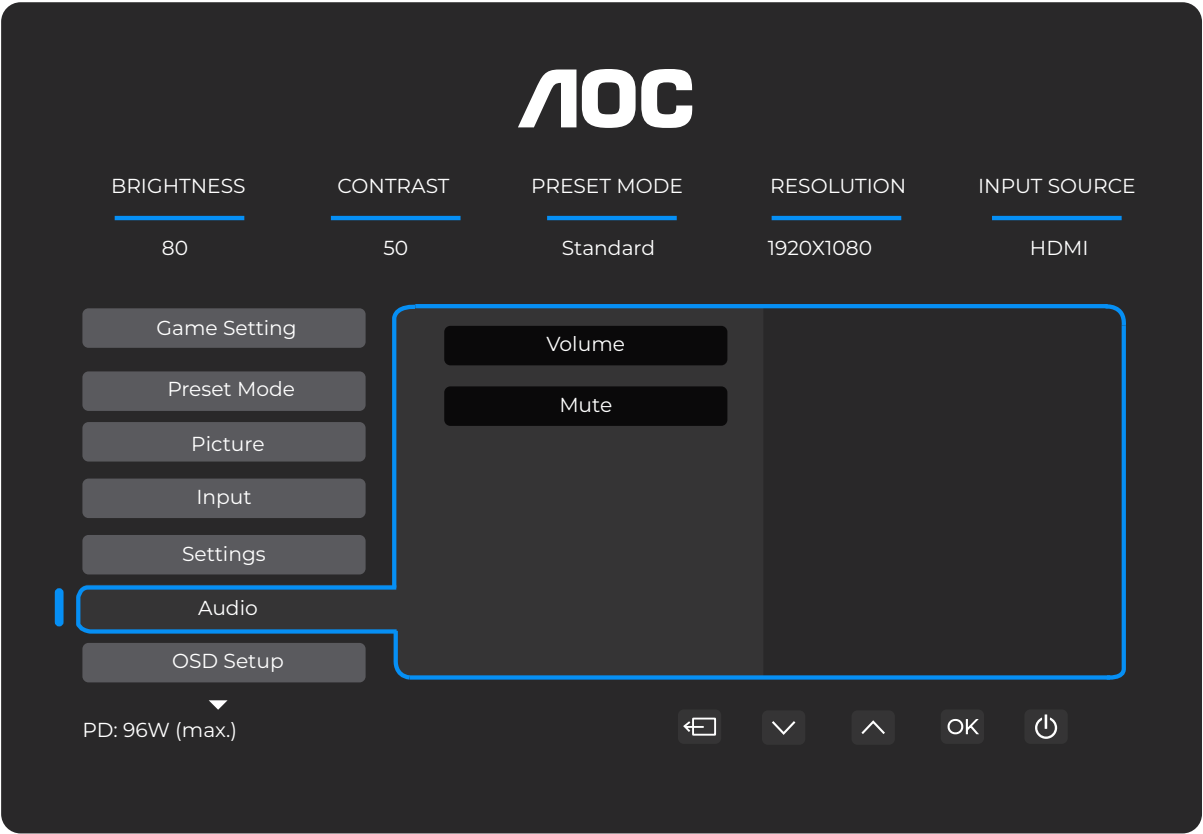 AOC
BRIGHTNESS CONTRAST PRESET MODE RESOLUTION INPUT SOURCE
80 50 Standard 1920X1080 HDMI
Game Setting
Preset Mode
Picture
Input
Settings
Audio
OSD Setup
Volume
Mute
PD: 96W (max.)
OK